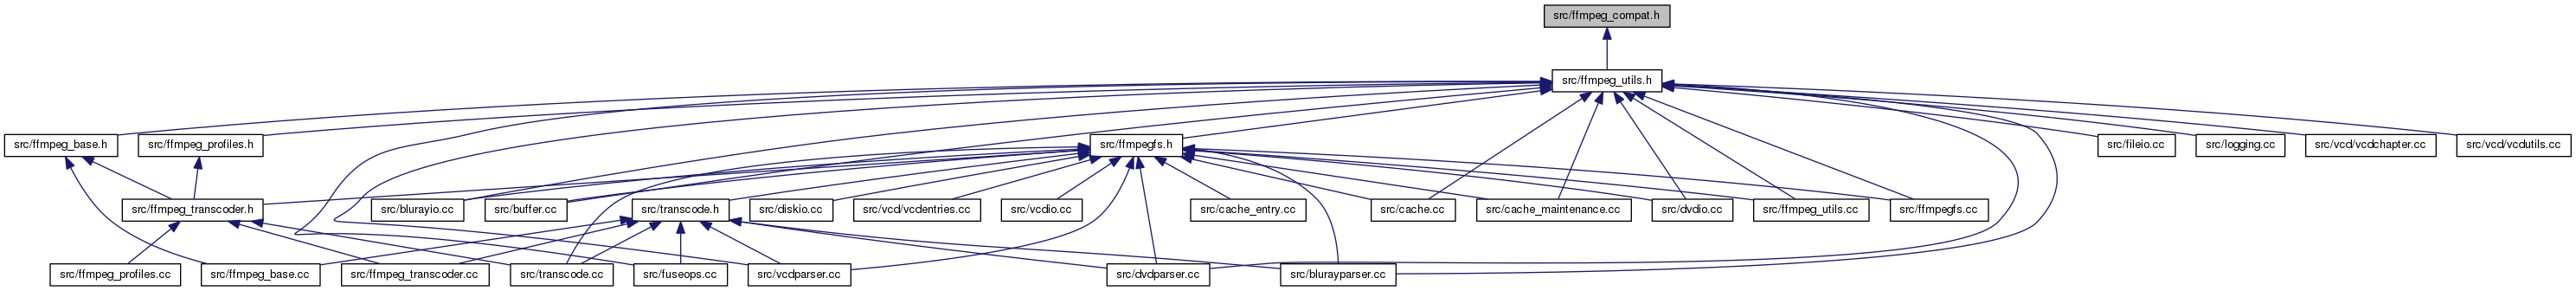 src/ffmpeg_compat.h
src/ffmpeg_utils.h
src/ffmpeg_base.h
src/ffmpeg_profiles.h
src/ffmpegfs.h
src/fileio.cc
src/logging.cc
src/vcd/vcdchapter.cc
src/vcd/vcdutils.cc
src/ffmpeg_transcoder.h
src/blurayio.cc
src/buffer.cc
src/transcode.h
src/diskio.cc
src/vcd/vcdentries.cc
src/vcdio.cc
src/cache_entry.cc
src/cache.cc
src/cache_maintenance.cc
src/dvdio.cc
src/ffmpeg_utils.cc
src/ffmpegfs.cc
src/ffmpeg_profiles.cc
src/ffmpeg_base.cc
src/ffmpeg_transcoder.cc
src/transcode.cc
src/fuseops.cc
src/vcdparser.cc
src/dvdparser.cc
src/blurayparser.cc